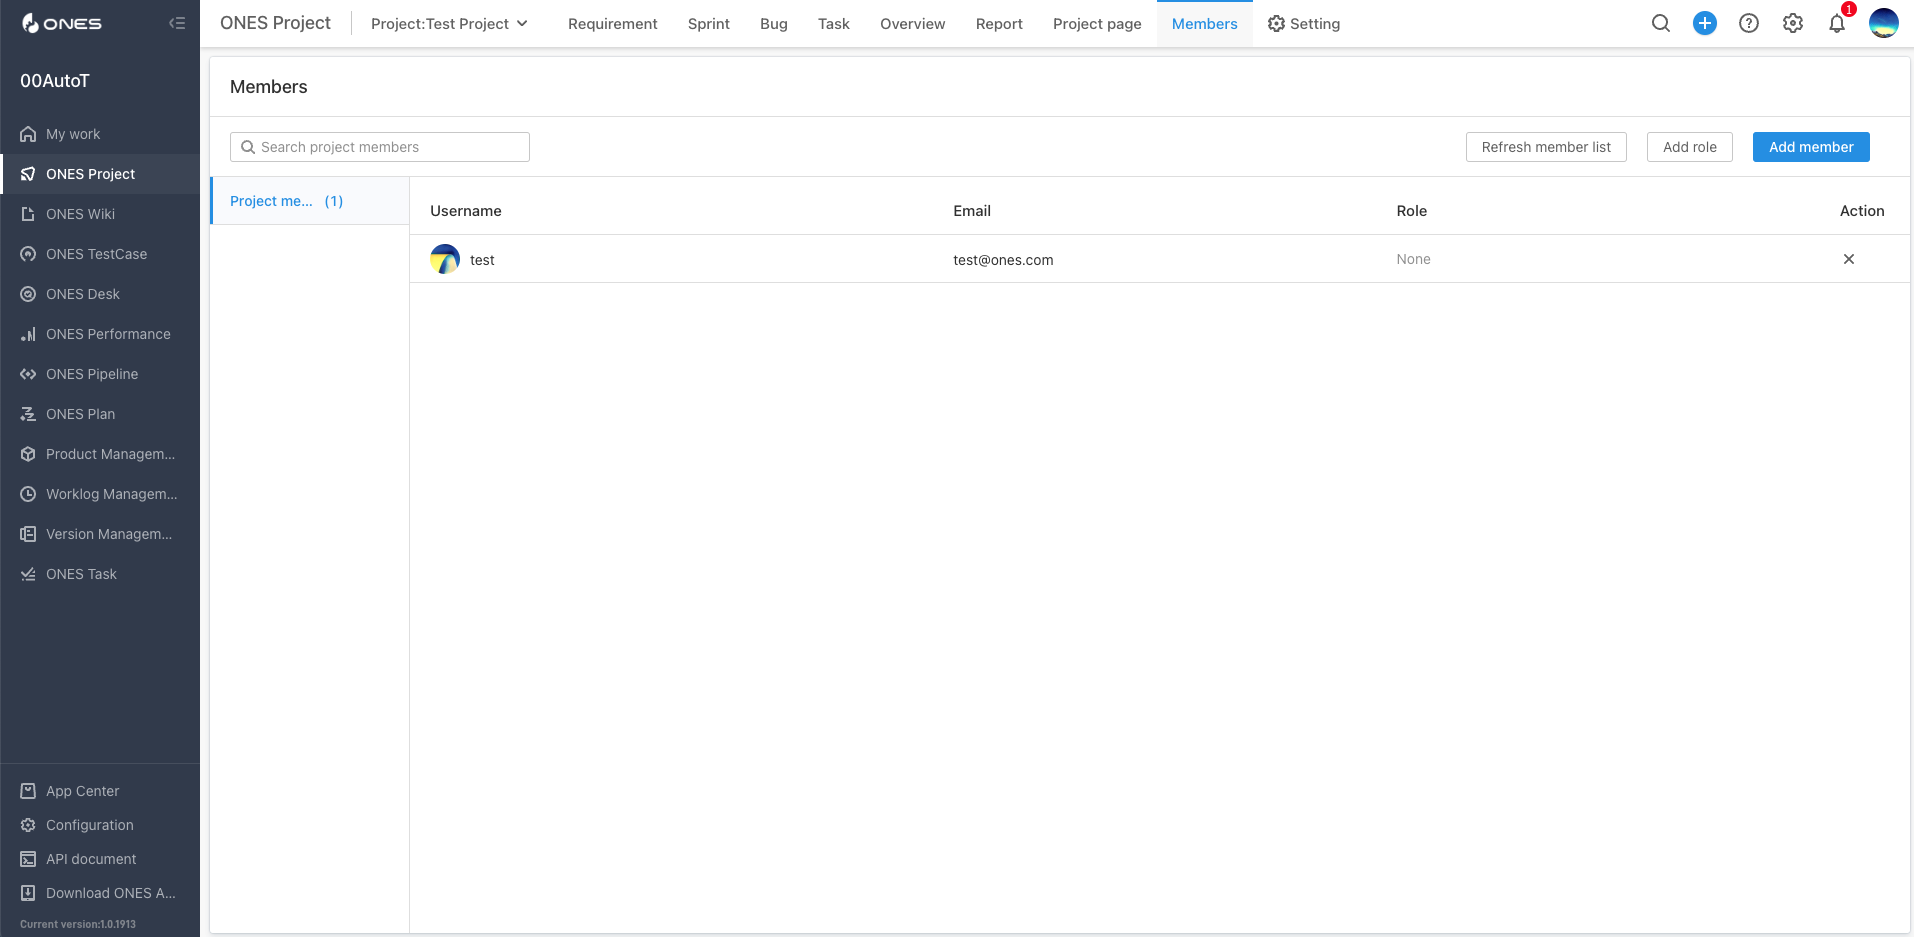 ONES
00AutoT
My work
ONES Project
ONES Wiki
ONES TestCase
ONES Desk
ONES Performance
ONES Pipeline
ONES Plan
Product Managem...
Worklog Managem...
Version Managem...
ONES Task
App Center
Configuration
API document
Download ONES A...
Current version:1.0.1913
ONES Project
Project:Test Project
Requirement
Sprint
Bug
Task
Overview
Report
Project page
Members
Setting
1
Members
Search project members
Refresh member list
Add role
Add member
Project me... (1)
Username Email Role Action
test test@ones.com None